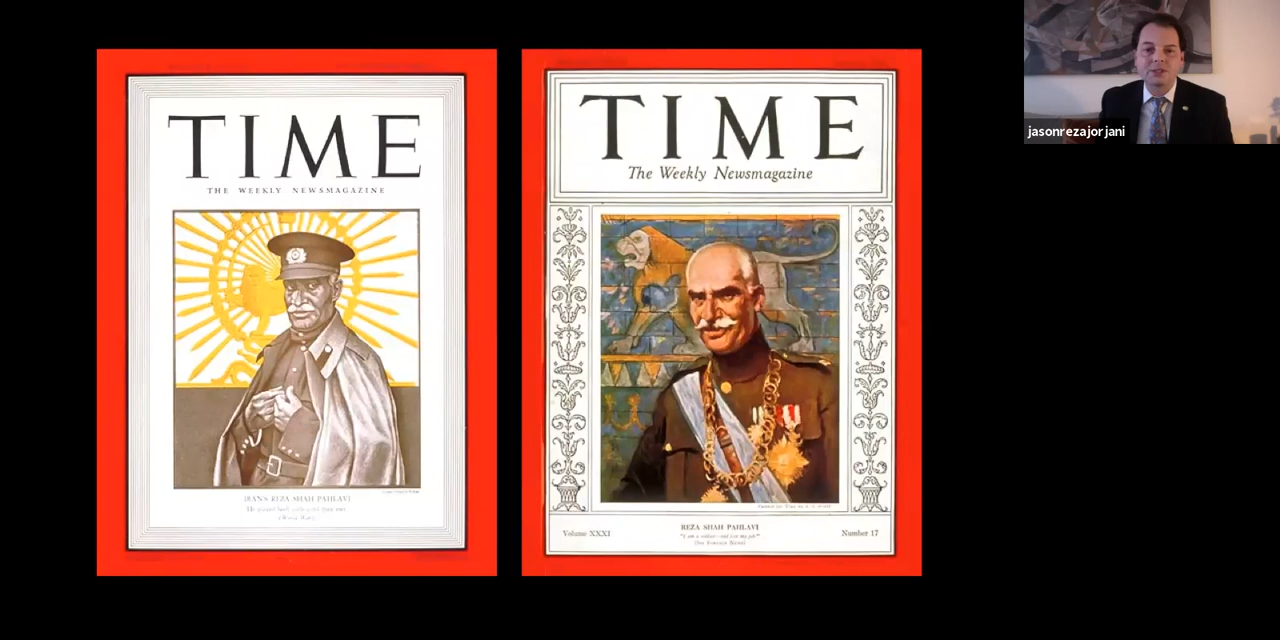 TIME
THE WEEKLY NEWSMAGAZINE
IRAN'S REZA SHAH PAHLAVI
TIME
The Weekly Newsmagazine
Volume XXXI
REZA SHAH PAHLAVI
Number 17
jasonrezajorjani